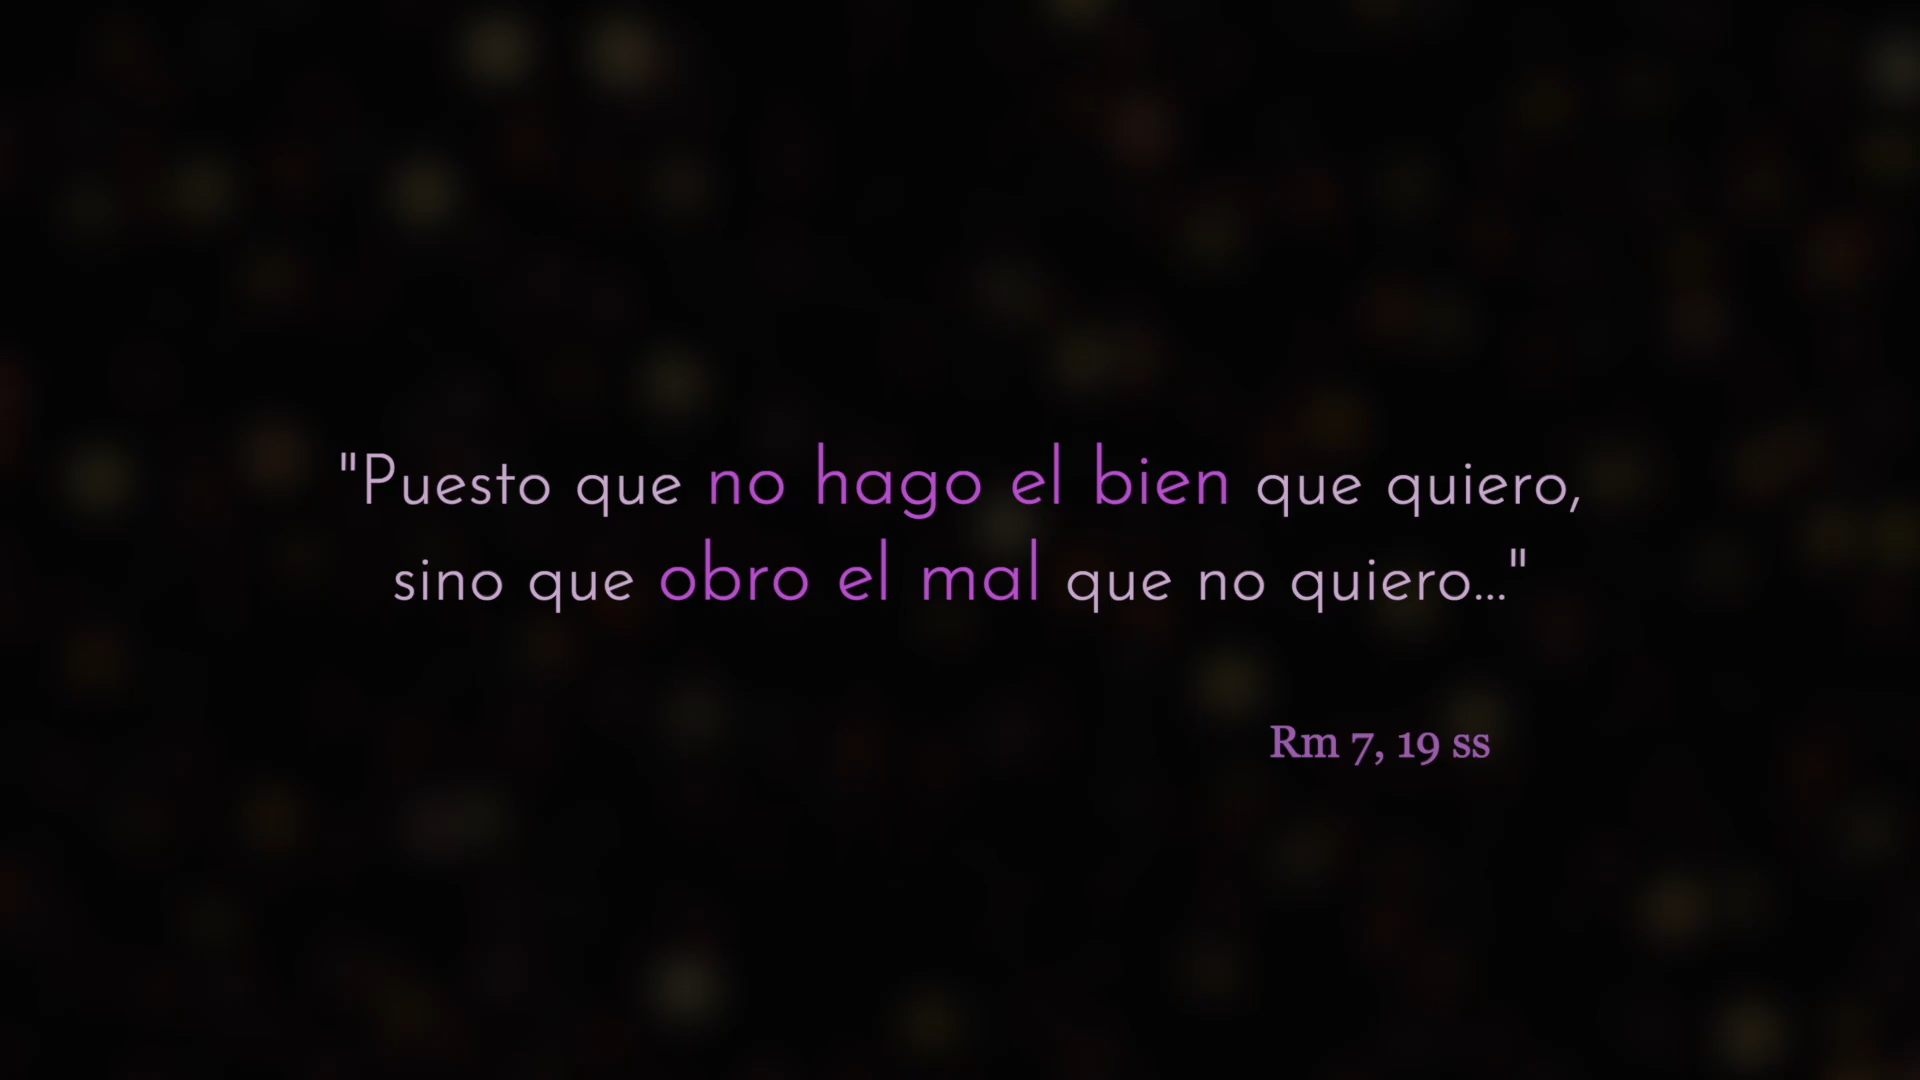 "Puesto que no hago el bien que quiero,
sino que obro el mal que no quiero..."
Rm 7, 19 ss